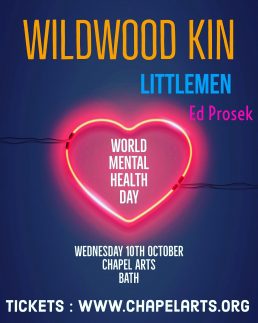 WILDWOOD KIN
LITTLEMEN
Ed Prosek
WORLD
MENTAL
HEALTH
DAY
WEDNESDAY 10TH OCTOBER
CHAPEL ARTS
BATH
TICKETS : WWW.CHAPELARTS.ORG